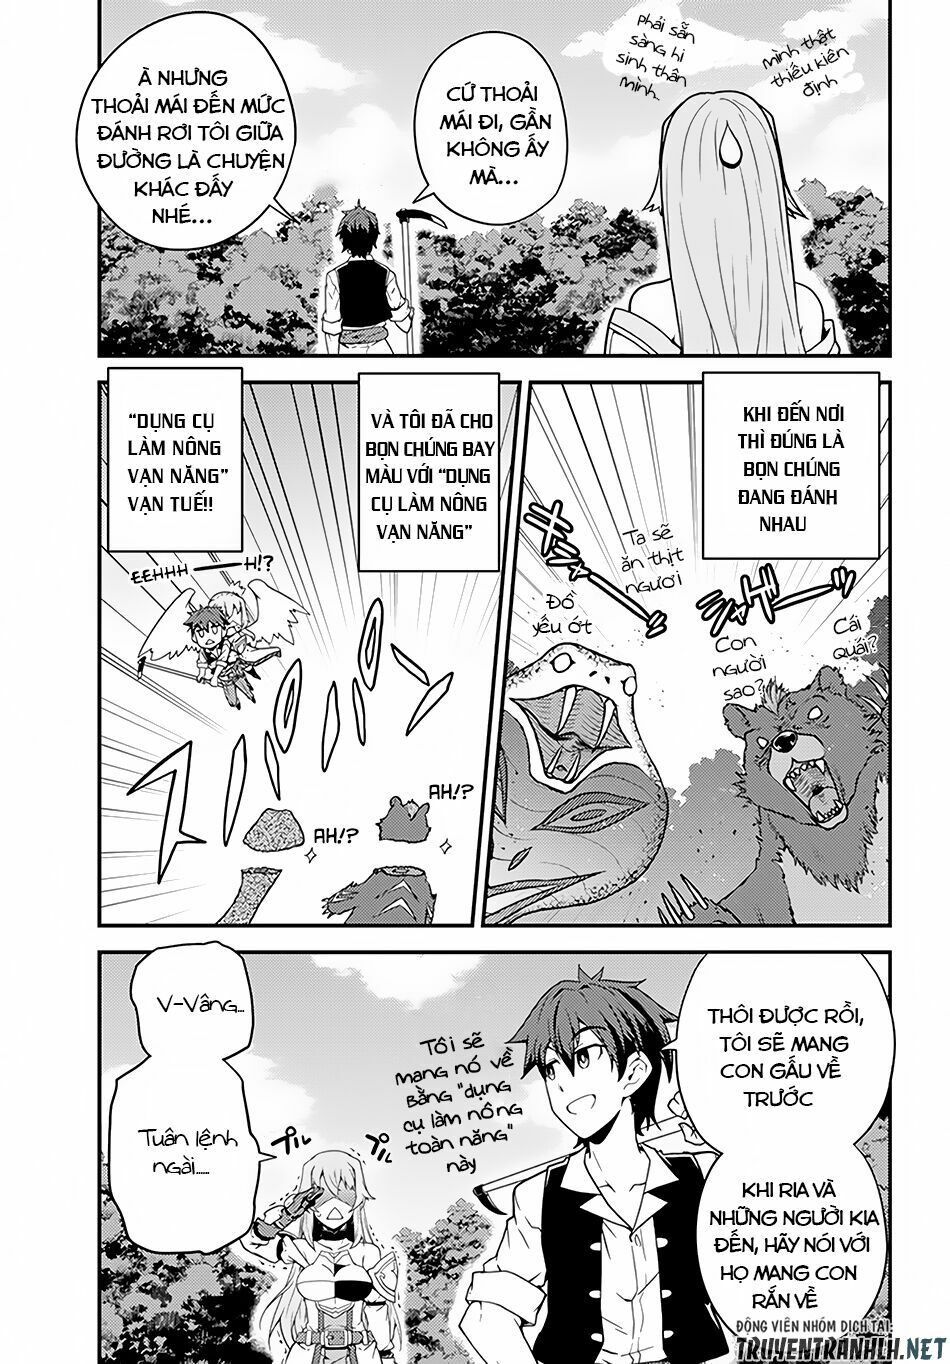 Phải sẵn
sàng hi
sinh thân
mình..
mình thật
thiếu kiên
định
CỨ THOẢI
MÁI ĐI, GẦN
KHÔNG ẤY
MÀ...
À NHƯNG
THOẢI MÁI ĐẾN MỨC
ĐÁNH RƠI TÔI GIỮA
ĐƯỜNG LÀ CHUYỆN
KHÁC ĐẤY
NHÉ...
KHI ĐẾN NƠI
THÌ ĐÚNG LÀ
BỌN CHÚNG
ĐANG ĐÁNH
NHAU
Cái
quái?
Con
người
sao?
Ta sẽ
ăn thịt
ngươi
Đồ
yếu ớt
VÀ TÔI ĐÃ CHO
BỌN CHÚNG BAY
MÀU VỚI “DỤNG
CỤ LÀM NÔNG
VẠN NĂNG”
“DỤNG CỤ
LÀM NÔNG
VẠN NĂNG”
VẠN TUẾ!!
EEHHH — H!?
AH!?
AH!?
THÔI ĐƯỢC RỒI,
TÔI SẼ MANG
CON GẤU VỀ
TRƯỚC
KHI RIA VÀ
NHỮNG NGƯỜI KIA
ĐẾN, HÃY NÓI VỚI
HỌ MANG CON
RẮN VỀ
Tôi sẽ
mang nó về
bằng "dụng
cụ làm nông
toàn năng"
này
V-Vâng...
Tuân lệnh
ngài......
プル
プル
ĐỘNG VIÊN NHÓM DỊCH TẠI:
TRUYENTRANHLH.NET